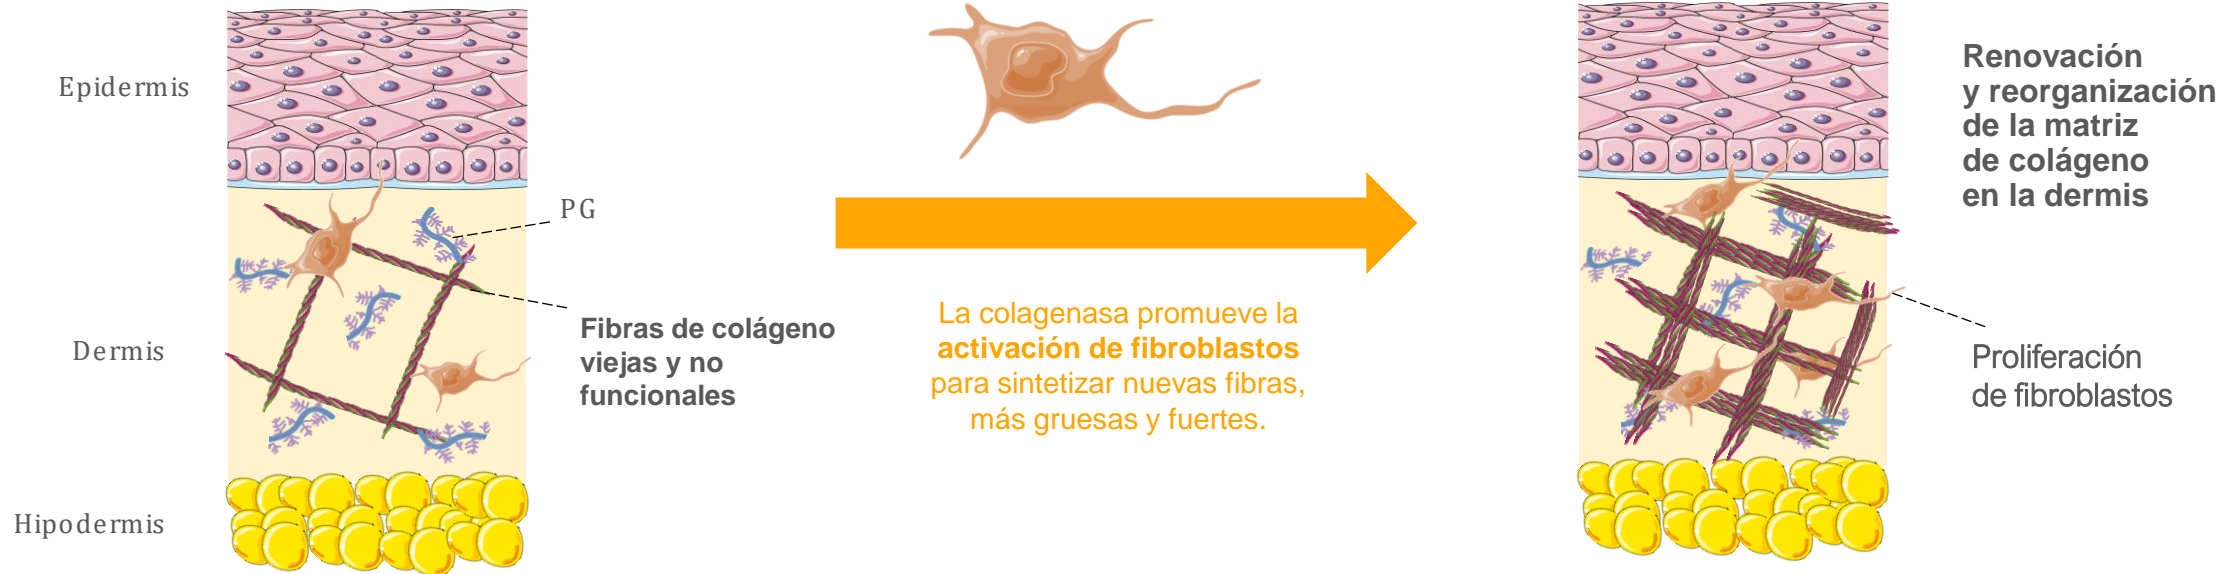 Epidermis
PG
Fibras de colágeno
viejas y no
funcionales
Dermis
Hipodermis
La colagenasa promueve la
activación de fibroblastos
para sintetizar nuevas fibras,
más gruesas y fuertes.
Renovación
y reorganización
de la matriz
de colágeno
en la dermis
Proliferación
de fibroblastos